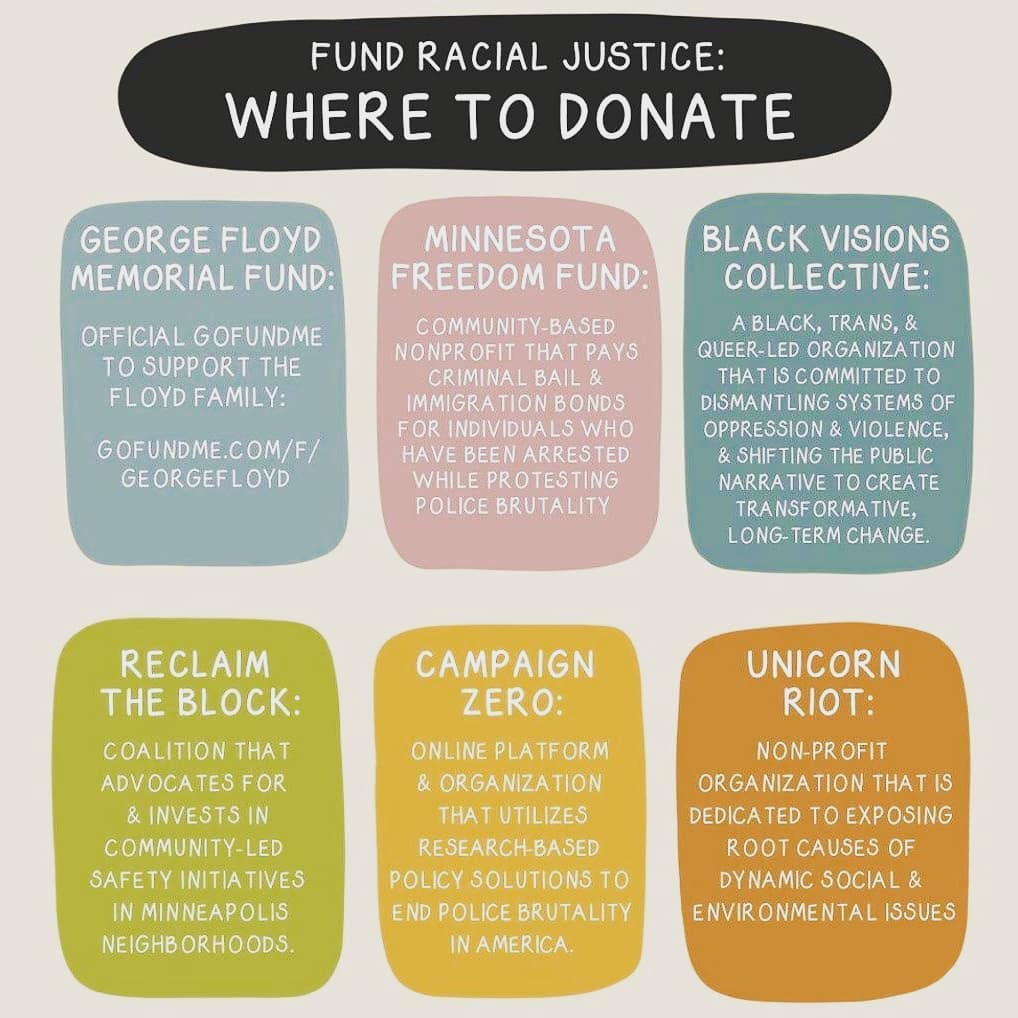 FUND RACIAL JUSTICE:
WHERE TO DONATE
GEORGE FLOYD
MEMORIAL FUND:
OFFICIAL GOFUNDME
TO SUPPORT THE
FLOYD FAMILY:
GOFUNDME.COM/F/
GEORGEFLOYD
MINNESOTA
FREEDOM FUND:
COMMUNITY-BASED
NONPROFIT THAT PAYS
CRIMINAL BAIL &
IMMIGRATION BONDS
FOR INDIVIDUALS WHO
HAVE BEEN ARRESTED
WHILE PROTESTING
POLICE BRUTALITY
BLACK VISIONS
COLLECTIVE:
A BLACK, TRANS, &
QUEER-LED ORGANIZATION
THAT IS COMMITTED TO
DISMANTLING SYSTEMS OF
OPPRESSION & VIOLENCE,
& SHIFTING THE PUBLIC
NARRATIVE TO CREATE
TRANSFORMATIVE,
LONG-TERM CHANGE.
RECLAIM
THE BLOCK:
COALITION THAT
ADVOCATES FOR
& INVESTS IN
COMMUNITY-LED
SAFETY INITIATIVES
IN MINNEAPOLIS
NEIGHBORHOODS.
CAMPAIGN
ZERO:
ONLINE PLATFORM
& ORGANIZATION
THAT UTILIZES
RESEARCH-BASED
POLICY SOLUTIONS TO
END POLICE BRUTALITY
IN AMERICA.
UNICORN
RIOT:
NON-PROFIT
ORGANIZATION THAT IS
DEDICATED TO EXPOSING
ROOT CAUSES OF
DYNAMIC SOCIAL &
ENVIRONMENTAL ISSUES